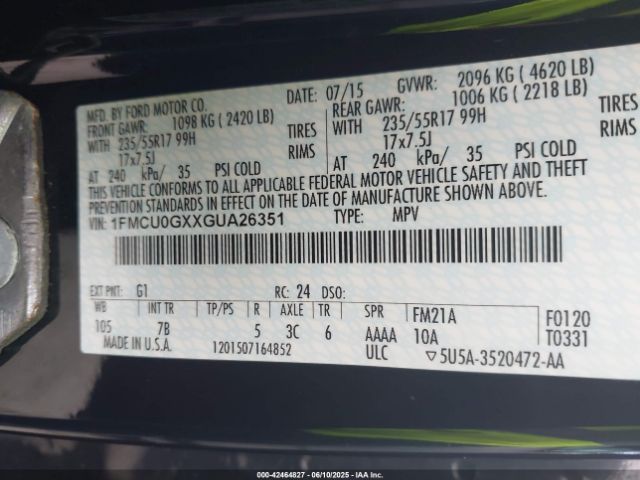 MFD. BY FORD MOTOR CO.
DATE: 07/15 GVWR: 2096 KG ( 4620 LB)
FRONT GAWR: 1098 KG ( 2420 LB)
REAR GAWR: 1006 KG ( 2218 LB)
WITH 235/55R17 99H TIRES
WITH 235/55R17 99H TIRES
17x7.5J RIMS
17x7.5J RIMS
AT 240 kPa/ 35 PSI COLD
AT 240 kPa/ 35 PSI COLD
THIS VEHICLE CONFORMS TO ALL APPLICABLE FEDERAL MOTOR VEHICLE SAFETY AND THEFT
PREVENTION STANDARDS IN EFFECT ON THE DATE OF MANUFACTURE SHOWN ABOVE.
VIN: 1FMCU0GXXGUA26351 TYPE: MPV
EXT PNT: G1 RC: 24 DSO:
WB INT TR TP/PS R AXLE TR SPR FM21A F0120
105 7B 5 3C 6 AAAA 10A T0331
MADE IN U.S.A. 1201507164852 ULC ▽5U5A-3520472-AA
000-42464827 - 06/10/2025 - IAA Inc.